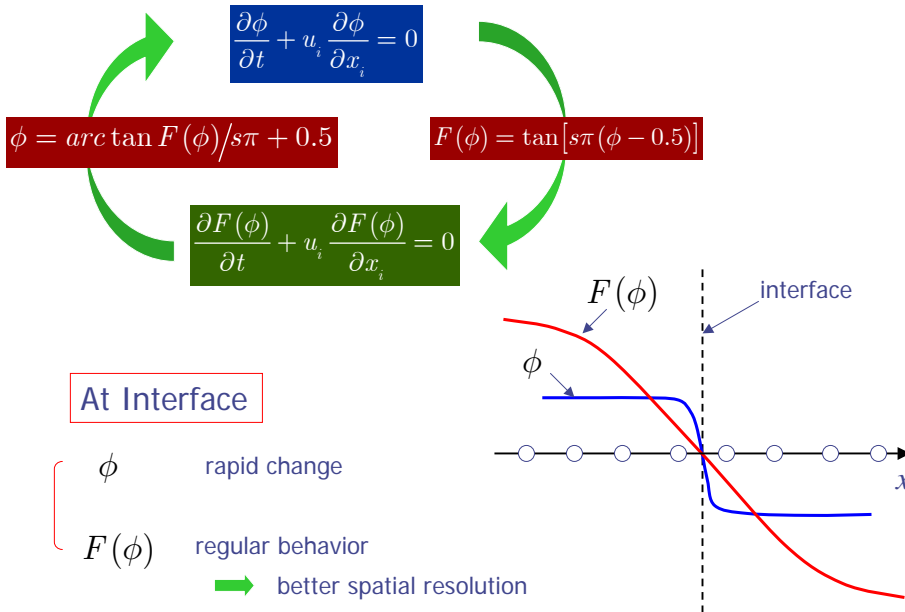 ∂φ/∂t + u_i ∂φ/∂x_i = 0
φ = arc tan F(φ)/sπ + 0.5
F(φ) = tan[sπ(φ − 0.5)]
∂F(φ)/∂t + u_i ∂F(φ)/∂x_i = 0
F(φ)
interface
φ
x
At Interface
φ rapid change
F(φ) regular behavior
better spatial resolution